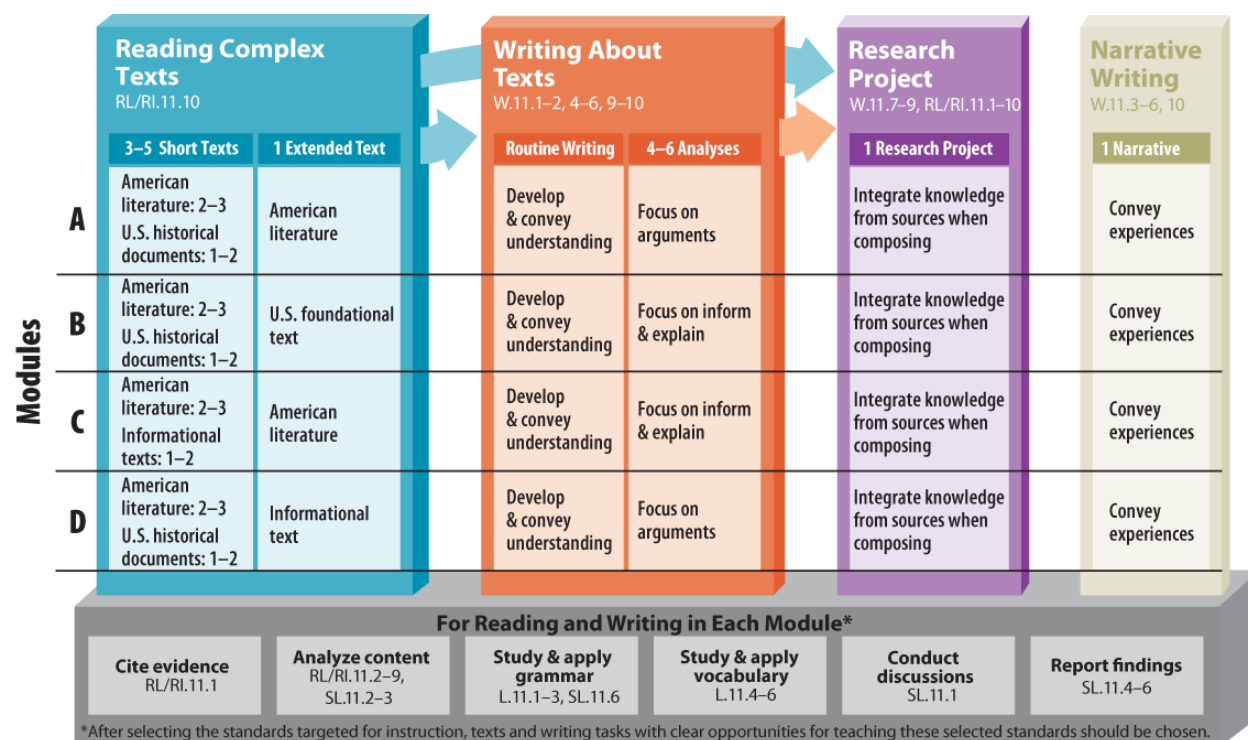 Reading Complex
Texts
RL/RI.11.10
Writing About
Texts
W.11.1–2, 4–6, 9–10
Research
Project
W.11.7–9, RL/RI.11.1–10
Narrative
Writing
W.11.3–6, 10
3–5 Short Texts
1 Extended Text
Routine Writing
4–6 Analyses
1 Research Project
1 Narrative
Modules
A
American
literature: 2–3
U.S. historical
documents: 1–2
American
literature
Develop
& convey
understanding
Focus on
arguments
Integrate knowledge
from sources when
composing
Convey
experiences
B
American
literature: 2–3
U.S. historical
documents: 1–2
U.S. foundational
text
Develop
& convey
understanding
Focus on inform
& explain
Integrate knowledge
from sources when
composing
Convey
experiences
C
American
literature: 2–3
Informational
texts: 1–2
American
literature
Develop
& convey
understanding
Focus on inform
& explain
Integrate knowledge
from sources when
composing
Convey
experiences
D
American
literature: 2–3
U.S. historical
documents: 1–2
Informational
text
Develop
& convey
understanding
Focus on
arguments
Integrate knowledge
from sources when
composing
Convey
experiences
For Reading and Writing in Each Module*
Cite evidence
RL/RI.11.1
Analyze content
RL/RI.11.2–9,
SL.11.2–3
Study & apply
grammar
L.11.1–3, SL.11.6
Study & apply
vocabulary
L.11.4–6
Conduct
discussions
SL.11.1
Report findings
SL.11.4–6
*After selecting the standards targeted for instruction, texts and writing tasks with clear opportunities for teaching these selected standards should be chosen.